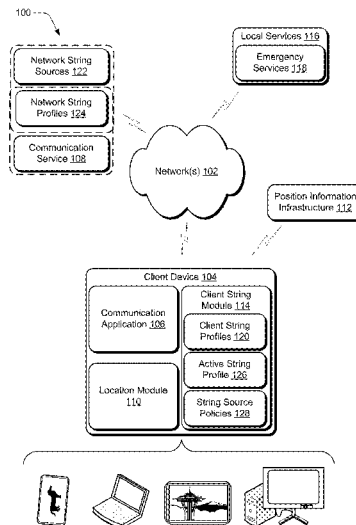 100
Network String
Sources 122
Network String
Profiles 124
Communication
Service 108
Local Services 116
Emergency
Services 118
Network(s) 102
Position Information
Infrastructure 112
Client Device 104
Communication
Application 106
Client String
Module 114
Client String
Profiles 120
Location Module
110
Active String
Profile 126
String Source
Policies 128